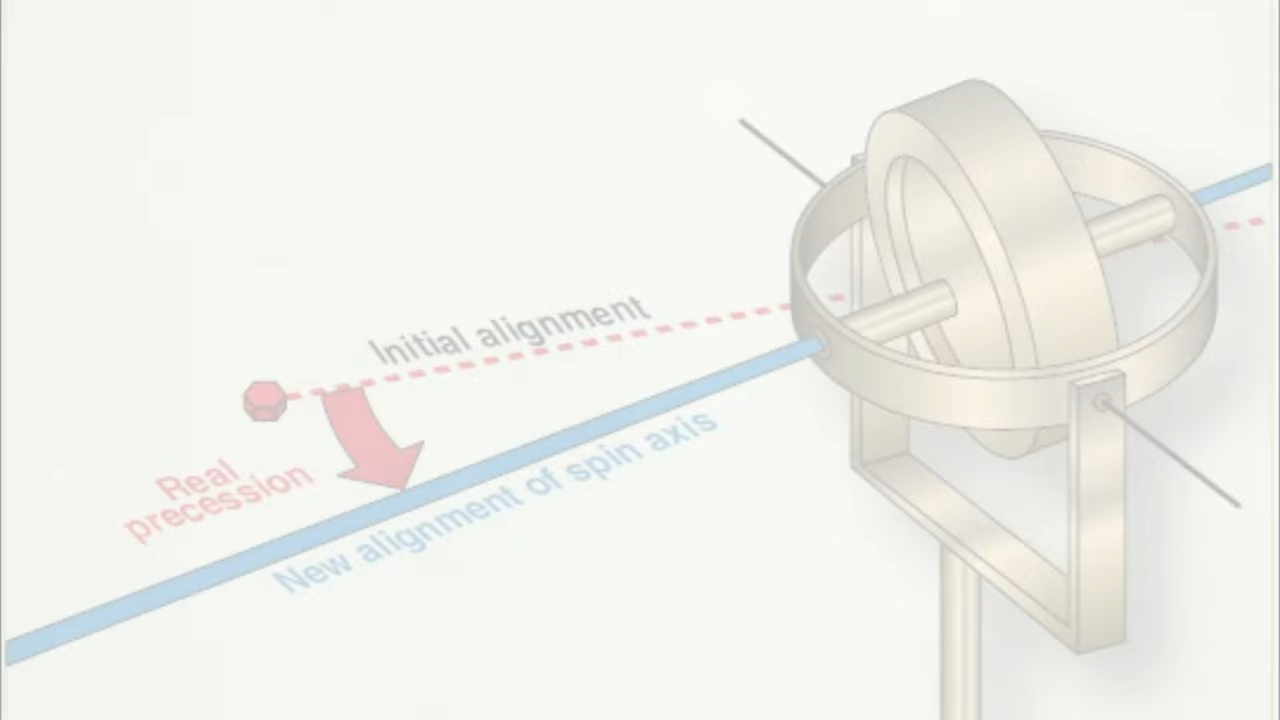 Initial alignment
Real
precession
New alignment of spin axis